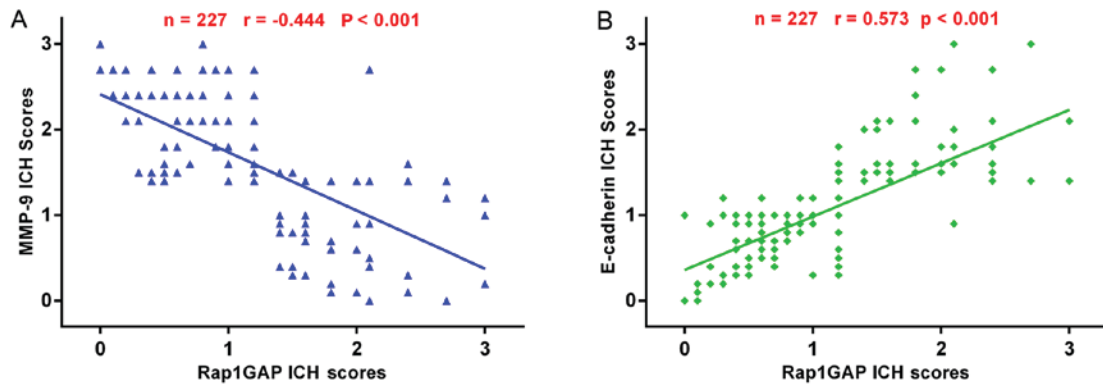 A
n = 227 r = -0.444 P < 0.001
MMP-9 ICH Scores
3
2
1
0
0 1 2 3
Rap1GAP ICH scores
B
n = 227 r = 0.573 p < 0.001
E-cadherin ICH Scores
3
2
1
0
0 1 2 3
Rap1GAP ICH scores